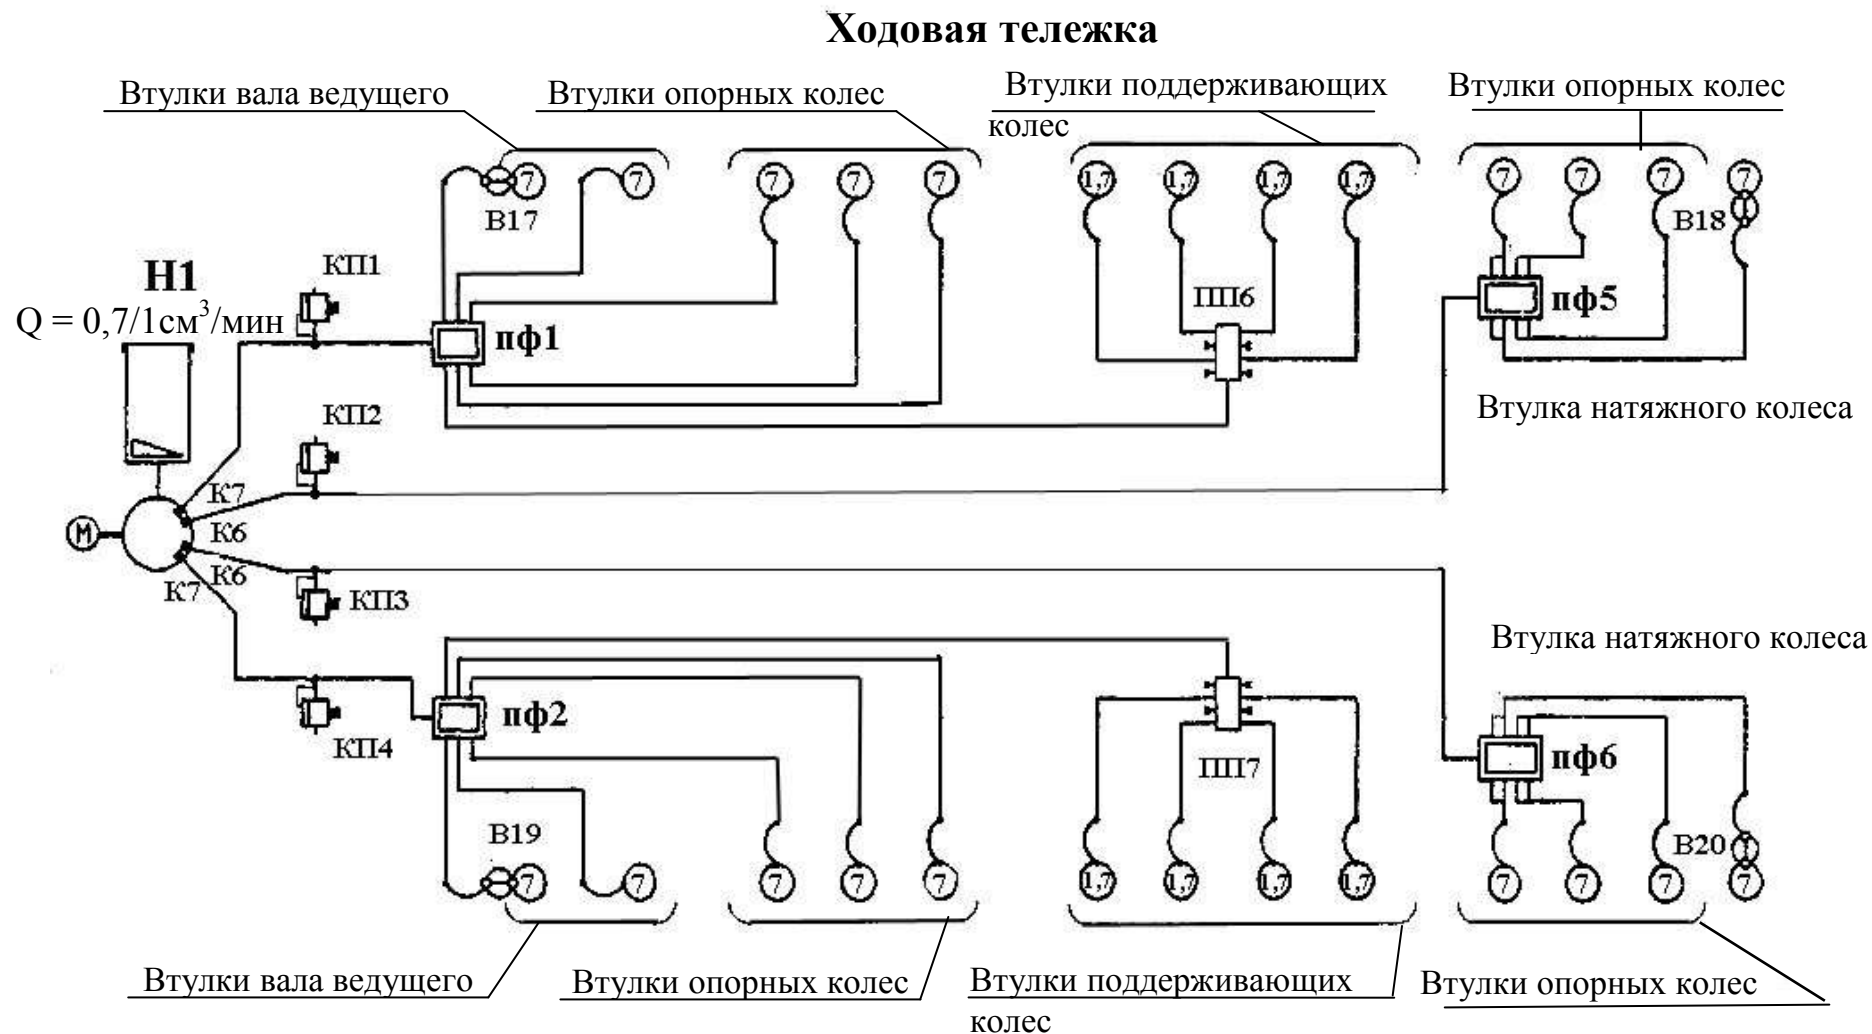 Ходовая тележка
Втулки вала ведущего
Втулки опорных колес
Втулки поддерживающих
колес
Втулки опорных колес
7
7
7
7
7
1,7
1,7
1,7
1,7
7
7
7
7
В17
В18
Н1
КП1
Q = 0,7/1см³/мин
пф1
ПП6
пф5
КП2
Втулка натяжного колеса
К7
К6
М
К6
К7
КП3
Втулка натяжного колеса
КП4
пф2
ПП7
пф6
В19
В20
7
7
7
7
7
1,7
1,7
1,7
1,7
7
7
7
7
Втулки вала ведущего
Втулки опорных колес
Втулки поддерживающих
колес
Втулки опорных колес